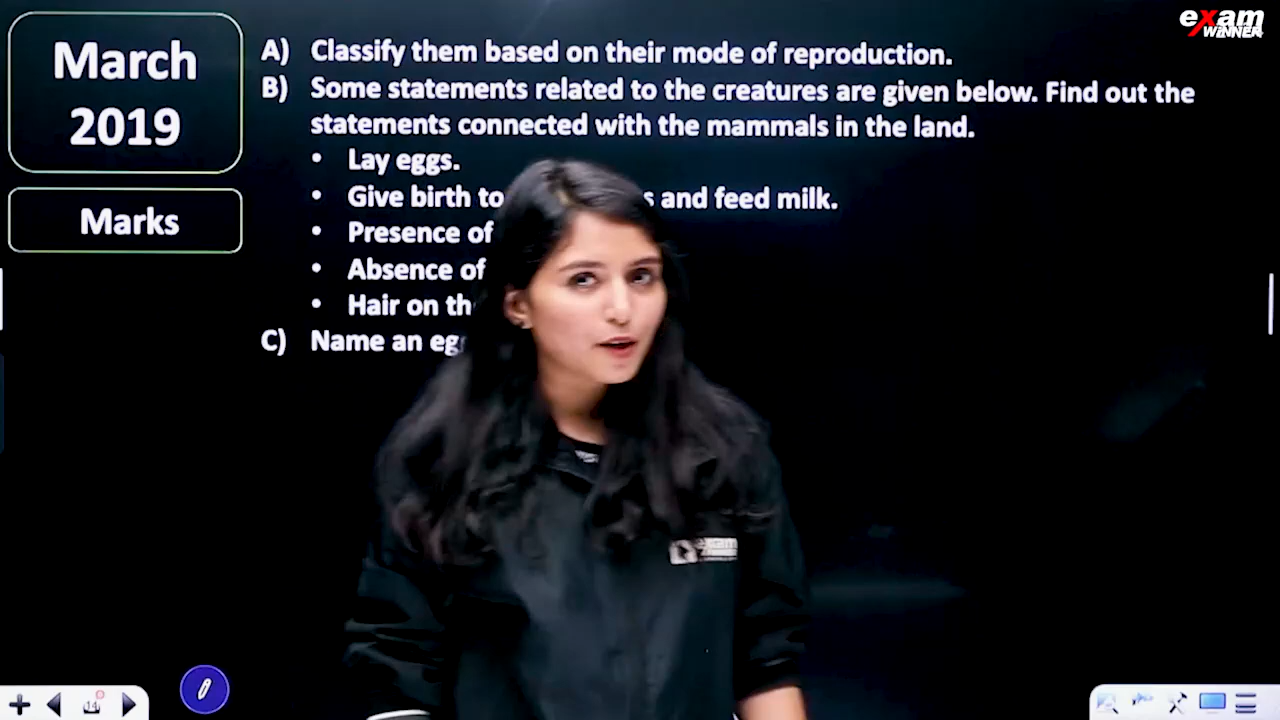 March
2019
Marks
exam
WINNER
A) Classify them based on their mode of reproduction.
B) Some statements related to the creatures are given below. Find out the
statements connected with the mammals in the land.
• Lay eggs.
• Give birth to and feed milk.
• Presence of
• Absence of
• Hair on
C) Name an
14